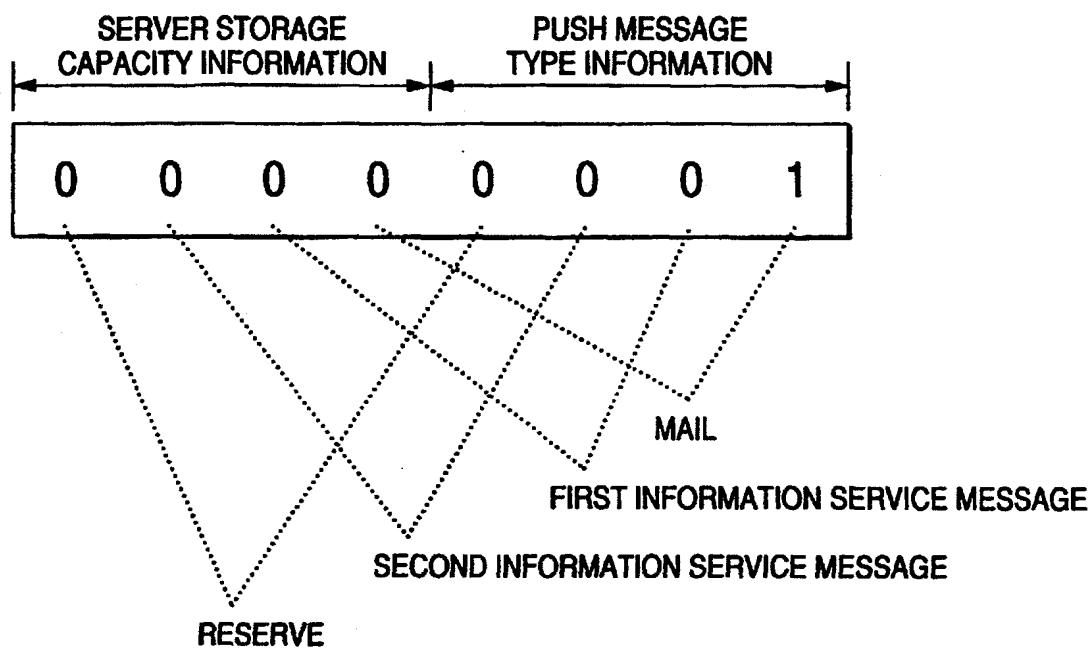 SERVER STORAGE
CAPACITY INFORMATION
PUSH MESSAGE
TYPE INFORMATION
0 0 0 0 0 0 0 1
MAIL
FIRST INFORMATION SERVICE MESSAGE
SECOND INFORMATION SERVICE MESSAGE
RESERVE